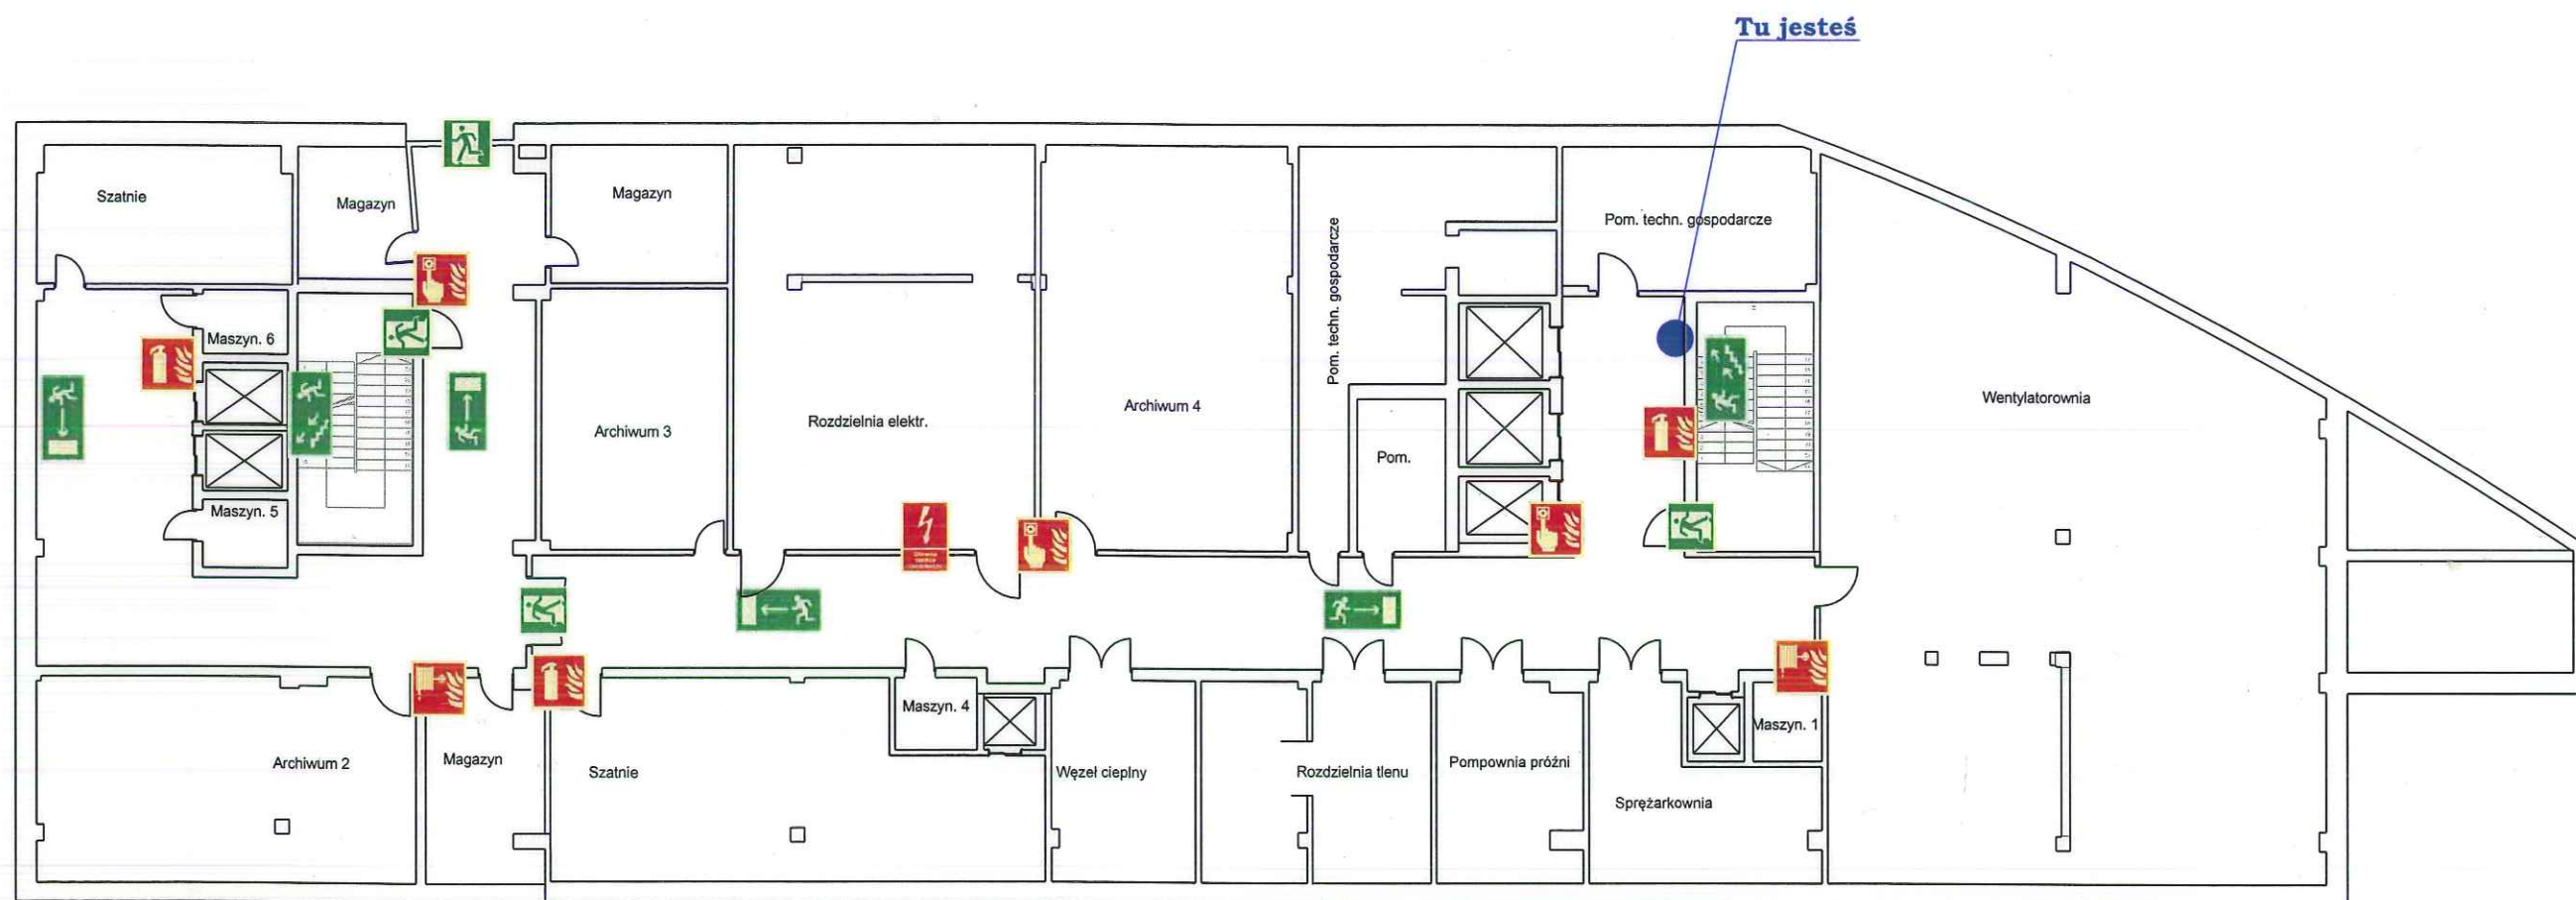 Tu jesteś
Szatnie
Magazyn
Magazyn
Pom. techn. gospodarcze
Pom. techn. gospodarcze
Maszyn. 6
Maszyn. 5
Archiwum 3
Rozdzielnia elektr.
Archiwum 4
Pom.
Wentylatorownia
Archiwum 2
Magazyn
Szatnie
Maszyn. 4
Węzeł cieplny
Rozdzielnia tlenu
Pompownia próżni
Sprężarkownia
Maszyn. 1